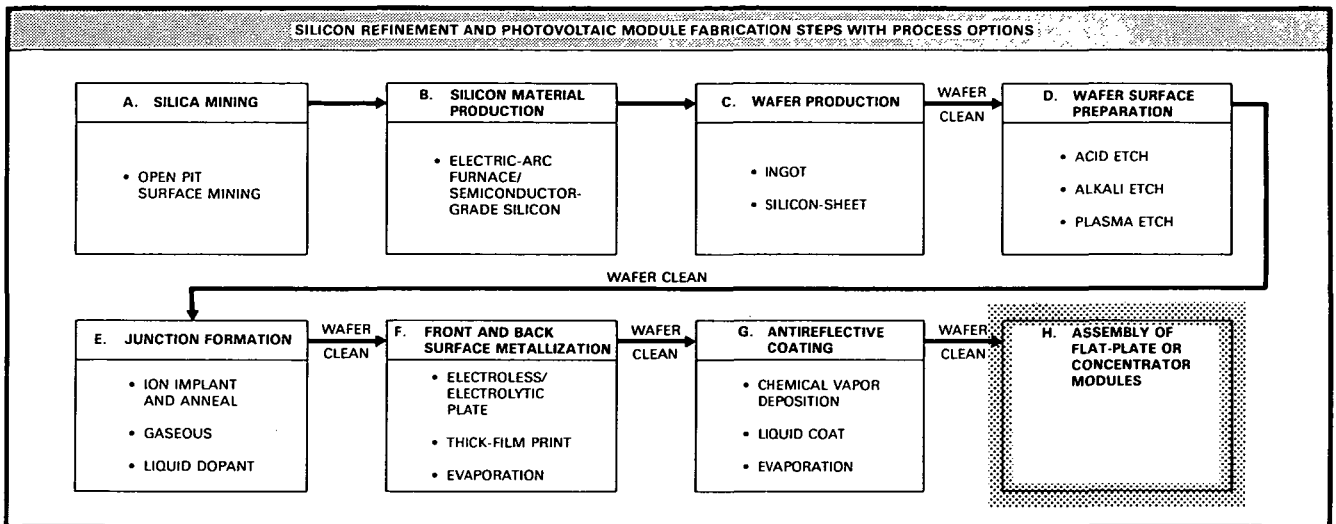 SILICON REFINEMENT AND PHOTOVOLTAIC MODULE FABRICATION STEPS WITH PROCESS OPTIONS
A. SILICA MINING
• OPEN PIT
SURFACE MINING
B. SILICON MATERIAL
PRODUCTION
• ELECTRIC-ARC
FURNACE/
SEMICONDUCTOR-
GRADE SILICON
C. WAFER PRODUCTION
• INGOT
• SILICON-SHEET
WAFER
CLEAN
D. WAFER SURFACE
PREPARATION
• ACID ETCH
• ALKALI ETCH
• PLASMA ETCH
WAFER CLEAN
E. JUNCTION FORMATION
• ION IMPLANT
AND ANNEAL
• GASEOUS
• LIQUID DOPANT
WAFER
CLEAN
F. FRONT AND BACK
SURFACE METALLIZATION
• ELECTROLESS/
ELECTROLYTIC
PLATE
• THICK-FILM PRINT
• EVAPORATION
WAFER
CLEAN
G. ANTIREFLECTIVE
COATING
• CHEMICAL VAPOR
DEPOSITION
• LIQUID COAT
• EVAPORATION
WAFER
CLEAN
H. ASSEMBLY OF
FLAT-PLATE OR
CONCENTRATOR
MODULES